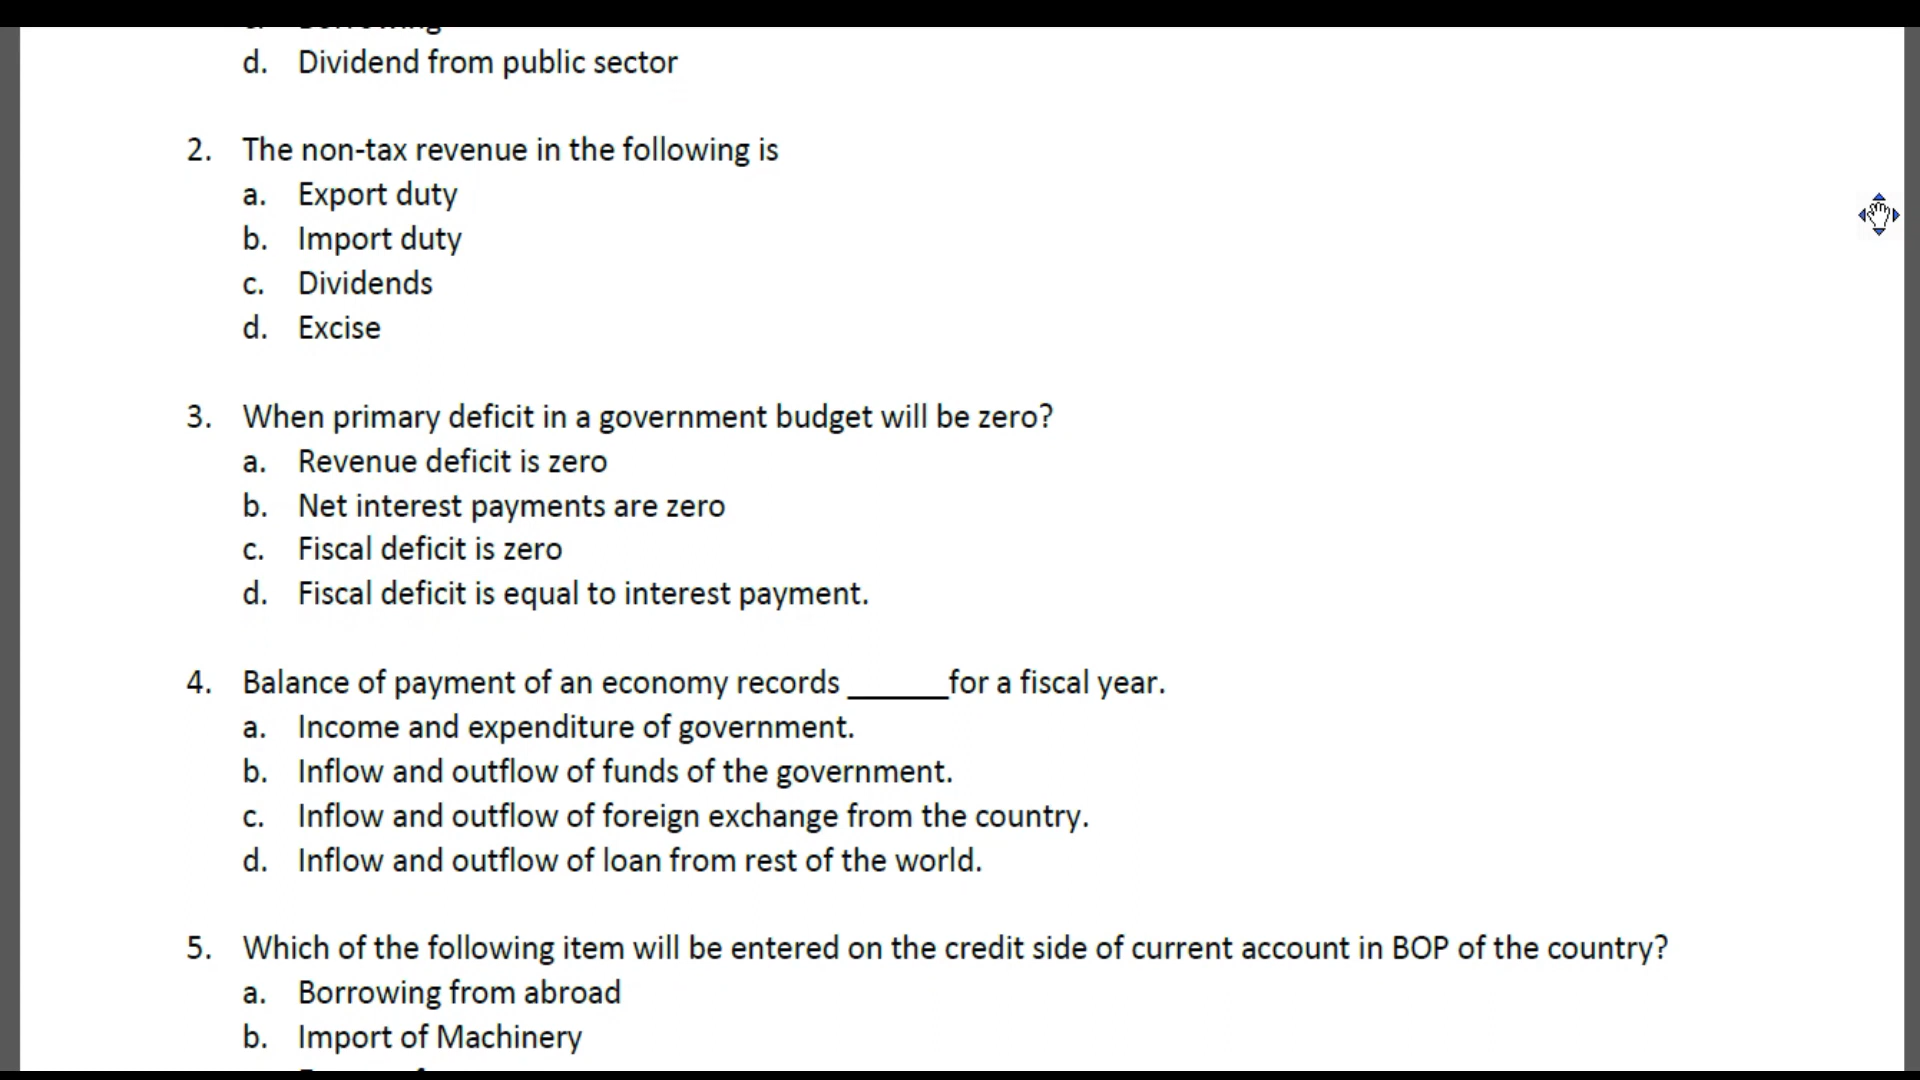 d. Dividend from public sector
2. The non-tax revenue in the following is
a. Export duty
b. Import duty
c. Dividends
d. Excise
3. When primary deficit in a government budget will be zero?
a. Revenue deficit is zero
b. Net interest payments are zero
c. Fiscal deficit is zero
d. Fiscal deficit is equal to interest payment.
4. Balance of payment of an economy records ______for a fiscal year.
a. Income and expenditure of government.
b. Inflow and outflow of funds of the government.
c. Inflow and outflow of foreign exchange from the country.
d. Inflow and outflow of loan from rest of the world.
5. Which of the following item will be entered on the credit side of current account in BOP of the country?
a. Borrowing from abroad
b. Import of Machinery